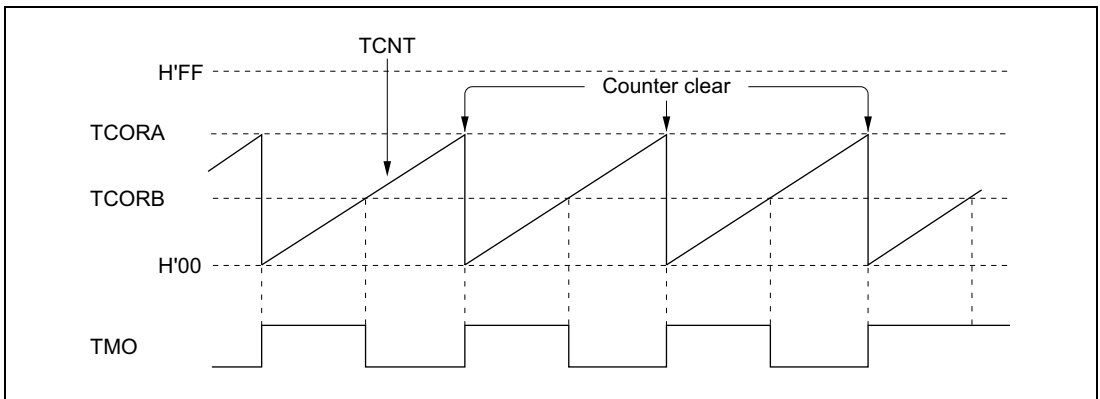 TCNT
H'FF
Counter clear
TCORA
TCORB
H'00
TMO